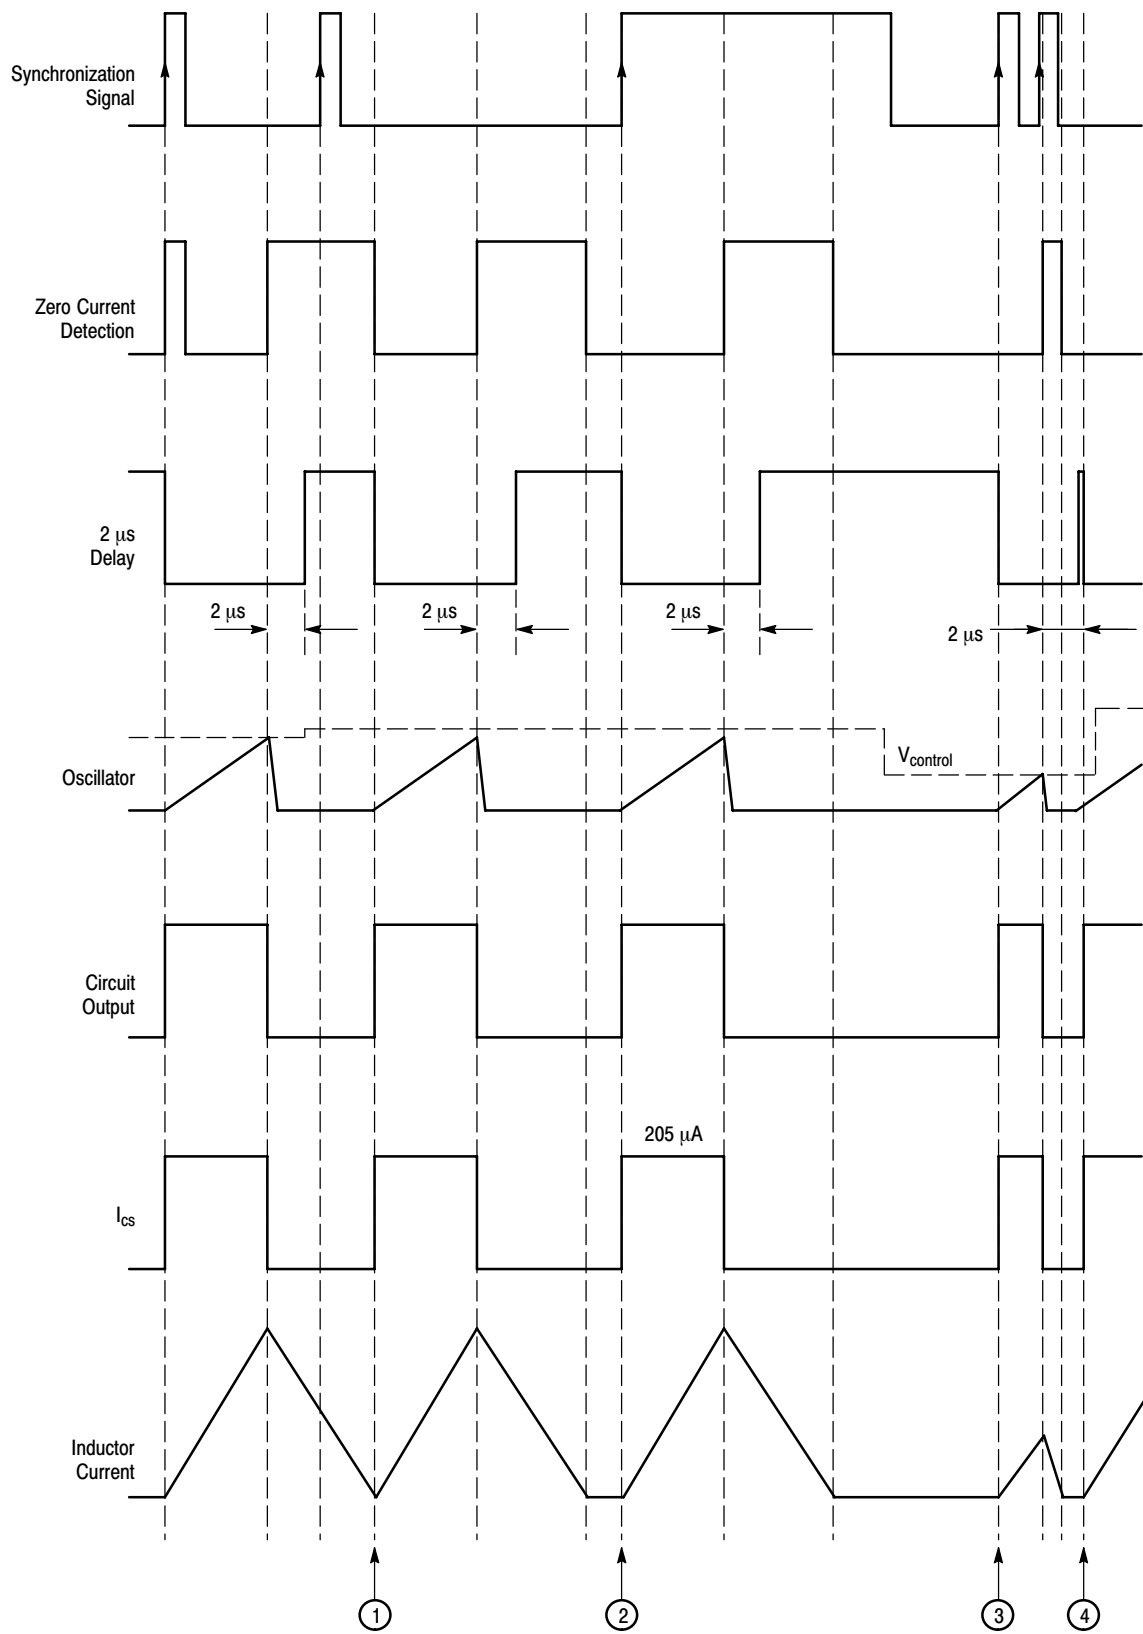 Synchronization
Signal
Zero Current
Detection
2 μs
Delay
2 μs
2 μs
2 μs
2 μs
Vcontrol
Oscillator
Circuit
Output
205 μA
Ics
Inductor
Current
1
2
3
4